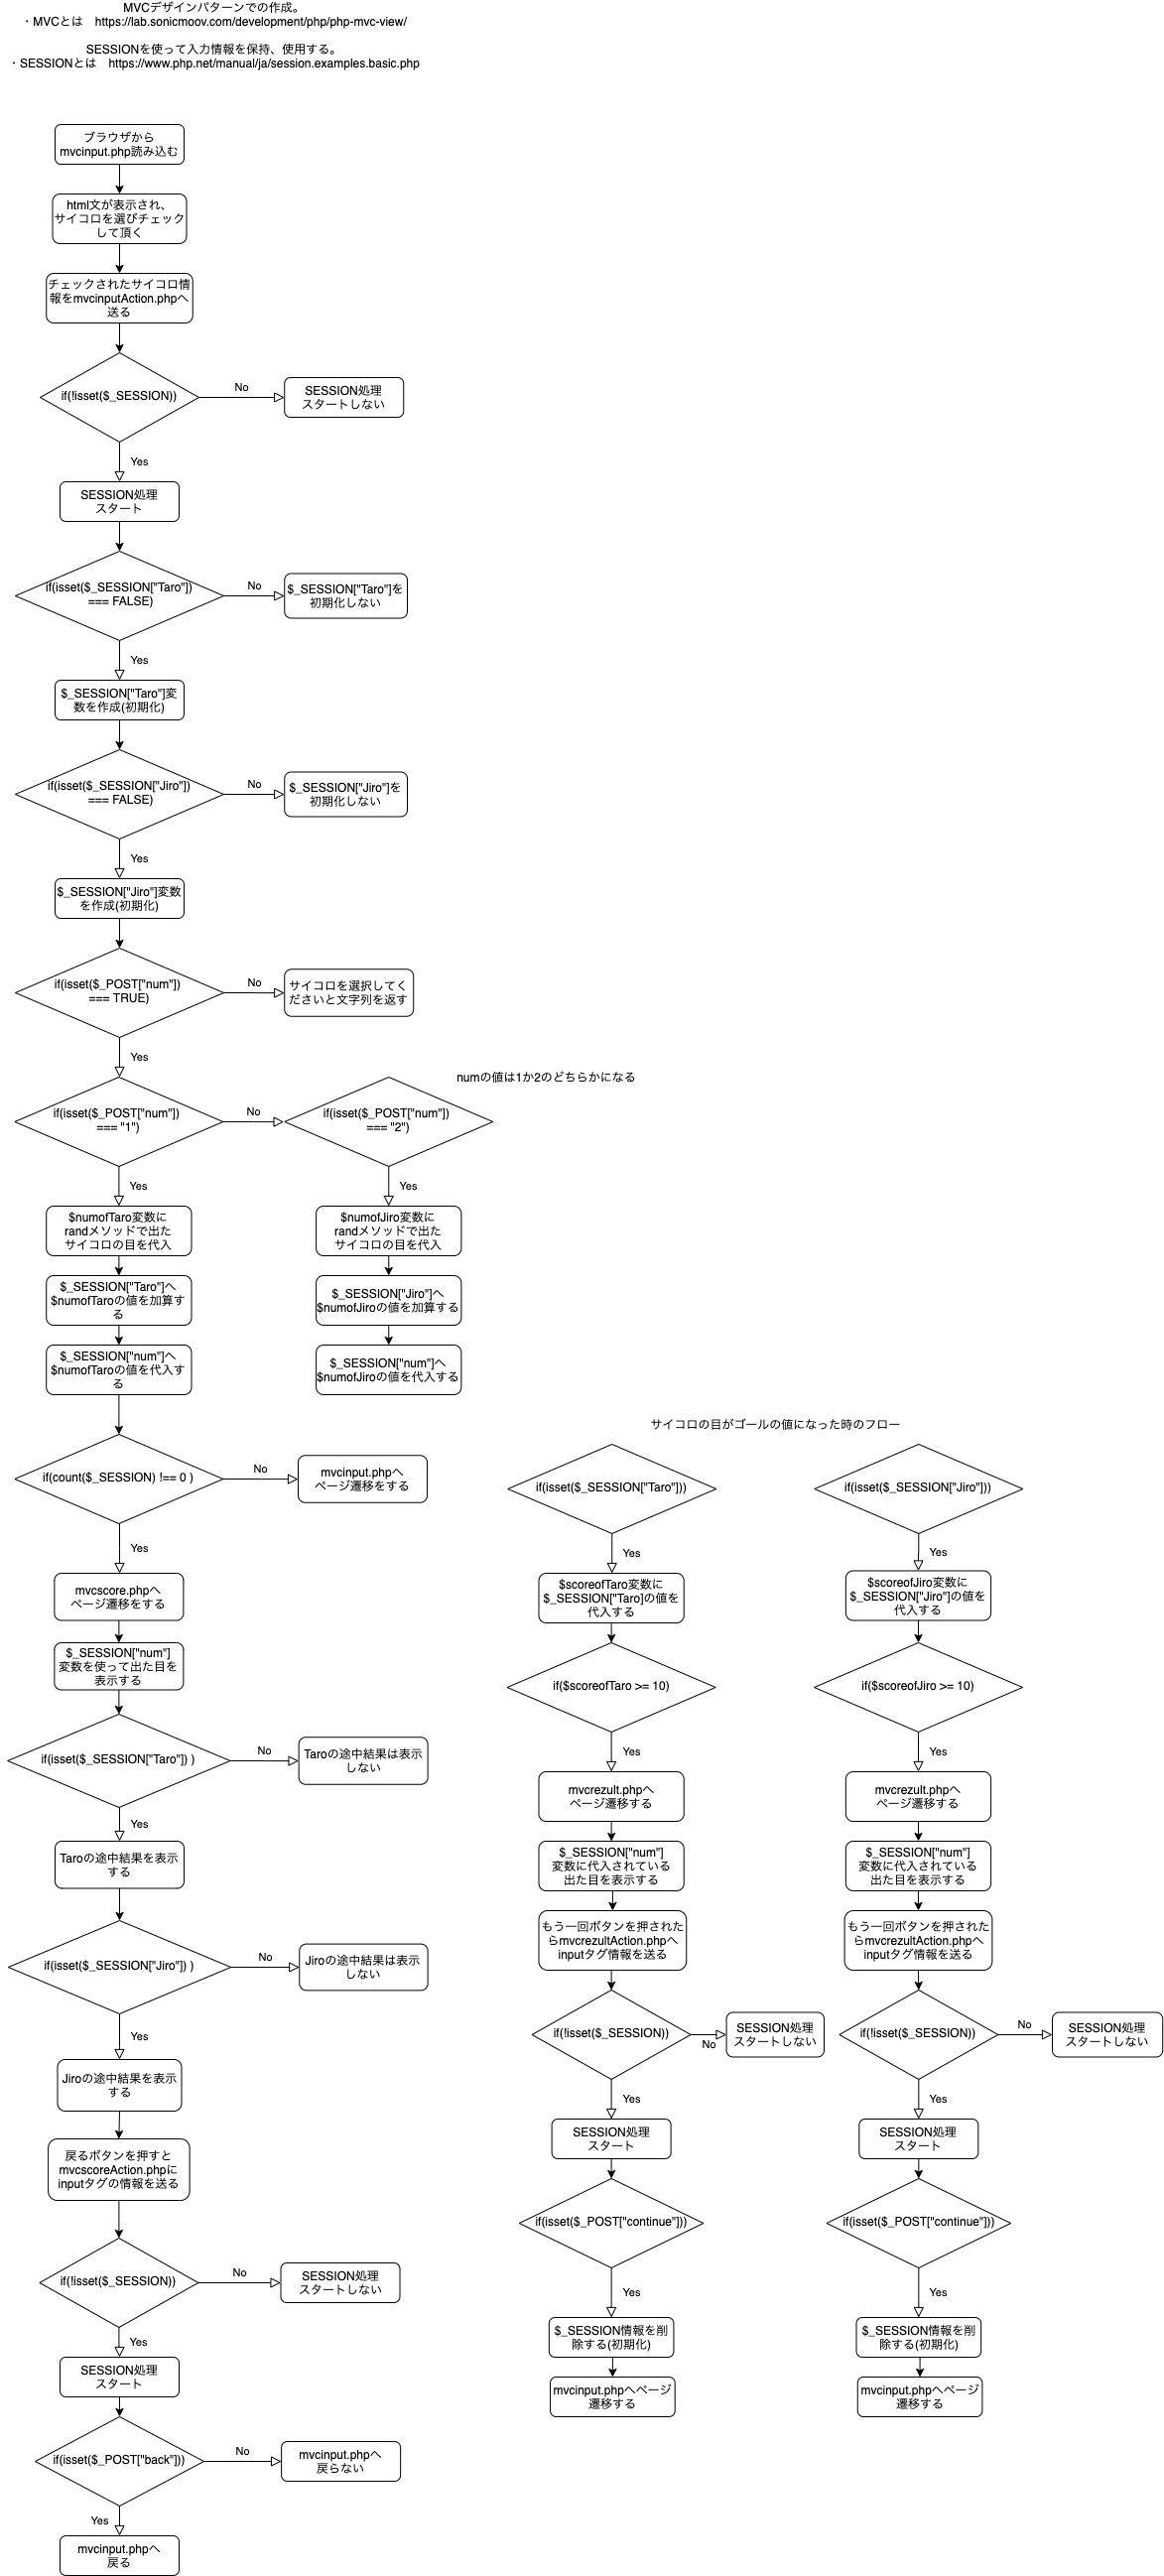 MVCデザインパターンでの作成。
・MVCとは　https://lab.sonicmoov.com/development/php/php-mvc-view/
SESSIONを使って入力情報を保持、使用する。
・SESSIONとは　https://www.php.net/manual/ja/session.examples.basic.php
ブラウザから
mvcinput.php読み込む
html文が表示され、
サイコロを選びチェック
して頂く
チェックされたサイコロ情
報をmvcinputAction.phpへ
送る
if(!isset($_SESSION))
No
SESSION処理
スタートしない
Yes
SESSION処理
スタート
if(isset($_SESSION["Taro"])
=== FALSE)
No
$_SESSION["Taro"]を
初期化しない
Yes
$_SESSION["Taro"]変
数を作成(初期化)
if(isset($_SESSION["Jiro"])
=== FALSE)
No
$_SESSION["Jiro"]を
初期化しない
Yes
$_SESSION["Jiro"]変数
を作成(初期化)
if(isset($_POST["num"])
=== TRUE)
No
サイコロを選択してく
ださいと文字列を返す
Yes
numの値は1か2のどちらかになる
if(isset($_POST["num"])
=== "1")
No
if(isset($_POST["num"])
=== "2")
Yes
Yes
$numofTaro変数に
randメソッドで出た
サイコロの目を代入
$numofJiro変数に
randメソッドで出た
サイコロの目を代入
$_SESSION["Taro"]へ
$numofTaroの値を加算す
る
$_SESSION["Jiro"]へ
$numofJiroの値を加算する
$_SESSION["num"]へ
$numofTaroの値を代入す
る
$_SESSION["num"]へ
$numofJiroの値を代入する
if(count($_SESSION) !== 0 )
No
mvcinput.phpへ
ページ遷移をする
Yes
mvcscore.phpへ
ページ遷移をする
$_SESSION["num"]
変数を使って出た目を
表示する
if(isset($_SESSION["Taro"]) )
No
Taroの途中結果は表示
しない
Yes
Taroの途中結果を表示
する
if(isset($_SESSION["Jiro"]) )
No
Jiroの途中結果は表示
しない
Yes
Jiroの途中結果を表示
する
戻るボタンを押すと
mvcscoreAction.phpに
inputタグの情報を送る
if(!isset($_SESSION))
No
SESSION処理
スタートしない
Yes
SESSION処理
スタート
if(isset($_POST["back"]))
No
mvcinput.phpへ
戻らない
Yes
mvcinput.phpへ
戻る
サイコロの目がゴールの値になった時のフロー
if(isset($_SESSION["Taro"]))
Yes
$scoreofTaro変数に
$_SESSION["Taro]の値を
代入する
if($scoreofTaro >= 10)
Yes
mvcrezult.phpへ
ページ遷移する
$_SESSION["num"]
変数に代入されている
出た目を表示する
もう一回ボタンを押された
らmvcrezultAction.phpへ
inputタグ情報を送る
if(!isset($_SESSION))
No
SESSION処理
スタートしない
Yes
SESSION処理
スタート
if(isset($_POST["continue"]))
Yes
$_SESSION情報を削
除する(初期化)
mvcinput.phpへページ
遷移する
if(isset($_SESSION["Jiro"]))
Yes
$scoreofJiro変数に
$_SESSION["Jiro"]の値を
代入する
if($scoreofJiro >= 10)
Yes
mvcrezult.phpへ
ページ遷移する
$_SESSION["num"]
変数に代入されている
出た目を表示する
もう一回ボタンを押された
らmvcrezultAction.phpへ
inputタグ情報を送る
if(!isset($_SESSION))
No
SESSION処理
スタートしない
Yes
SESSION処理
スタート
if(isset($_POST["continue"]))
Yes
$_SESSION情報を削
除する(初期化)
mvcinput.phpへページ
遷移する